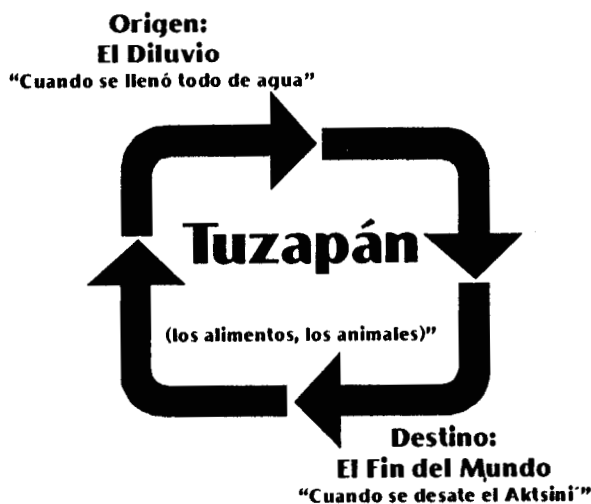 Origen:
El Diluvio
“Cuando se llenó todo de agua”
Tuzapán
(los alimentos, los animales)”
Destino:
El Fin del Mundo
“Cuando se desate el Aktsini´”